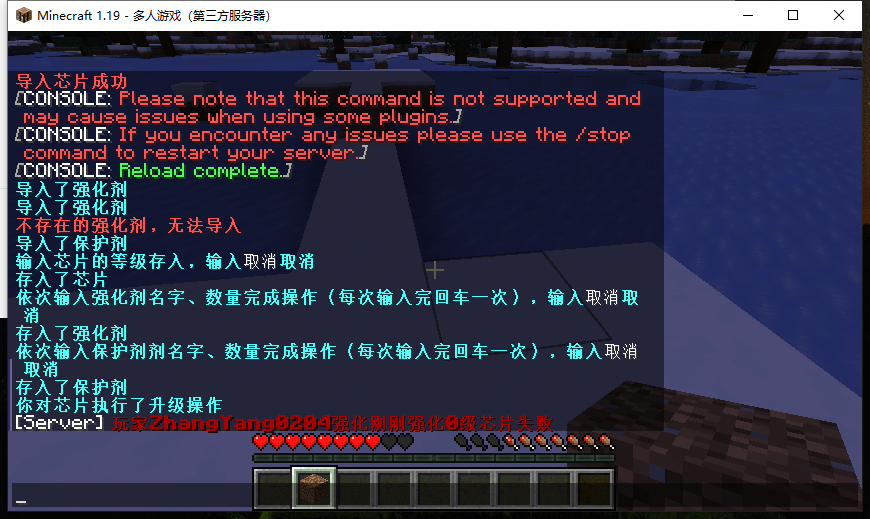 Minecraft 1.19 - 多人游戏（第三方服务器）
导入芯片成功
[CONSOLE: Please note that this command is not supported and
may cause issues when using some plugins.]
[CONSOLE: If you encounter any issues please use the /stop
command to restart your server.]
[CONSOLE: Reload complete.]
导入了强化剂
导入了强化剂
不存在的强化剂，无法导入
导入了保护剂
输入芯片的等级存入，输入取消取消
存入了芯片
依次输入强化剂名字、数量完成操作（每次输入完回车一次），输入取消取
消
存入了强化剂
依次输入保护剂剂名字、数量完成操作（每次输入完回车一次），输入取消
取消
存入了保护剂
你对芯片执行了升级操作
[Server] 玩家ZhangYang0204强化刚刚强化0级芯片失败
_